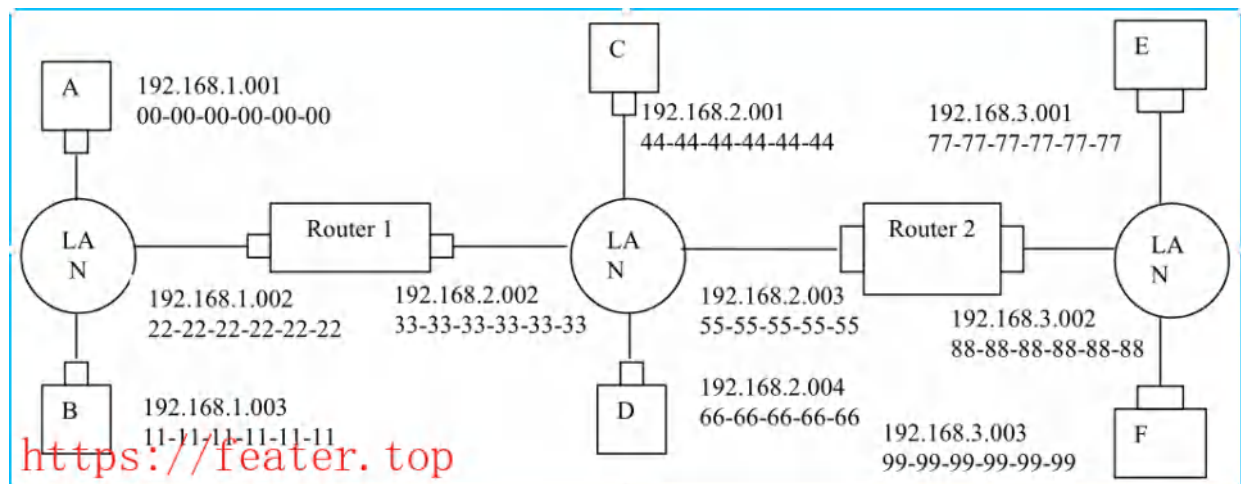 A
192.168.1.001
00-00-00-00-00-00
C
192.168.2.001
44-44-44-44-44-44
E
192.168.3.001
77-77-77-77-77-77
LA
N
Router 1
LA
N
Router 2
LA
N
192.168.1.002
22-22-22-22-22-22
192.168.2.002
33-33-33-33-33-33
192.168.2.003
55-55-55-55-55
192.168.3.002
88-88-88-88-88-88
B
192.168.1.003
11-11-11-11-11-11
D
192.168.2.004
66-66-66-66-66
192.168.3.003
99-99-99-99-99-99
F
https://feater.top